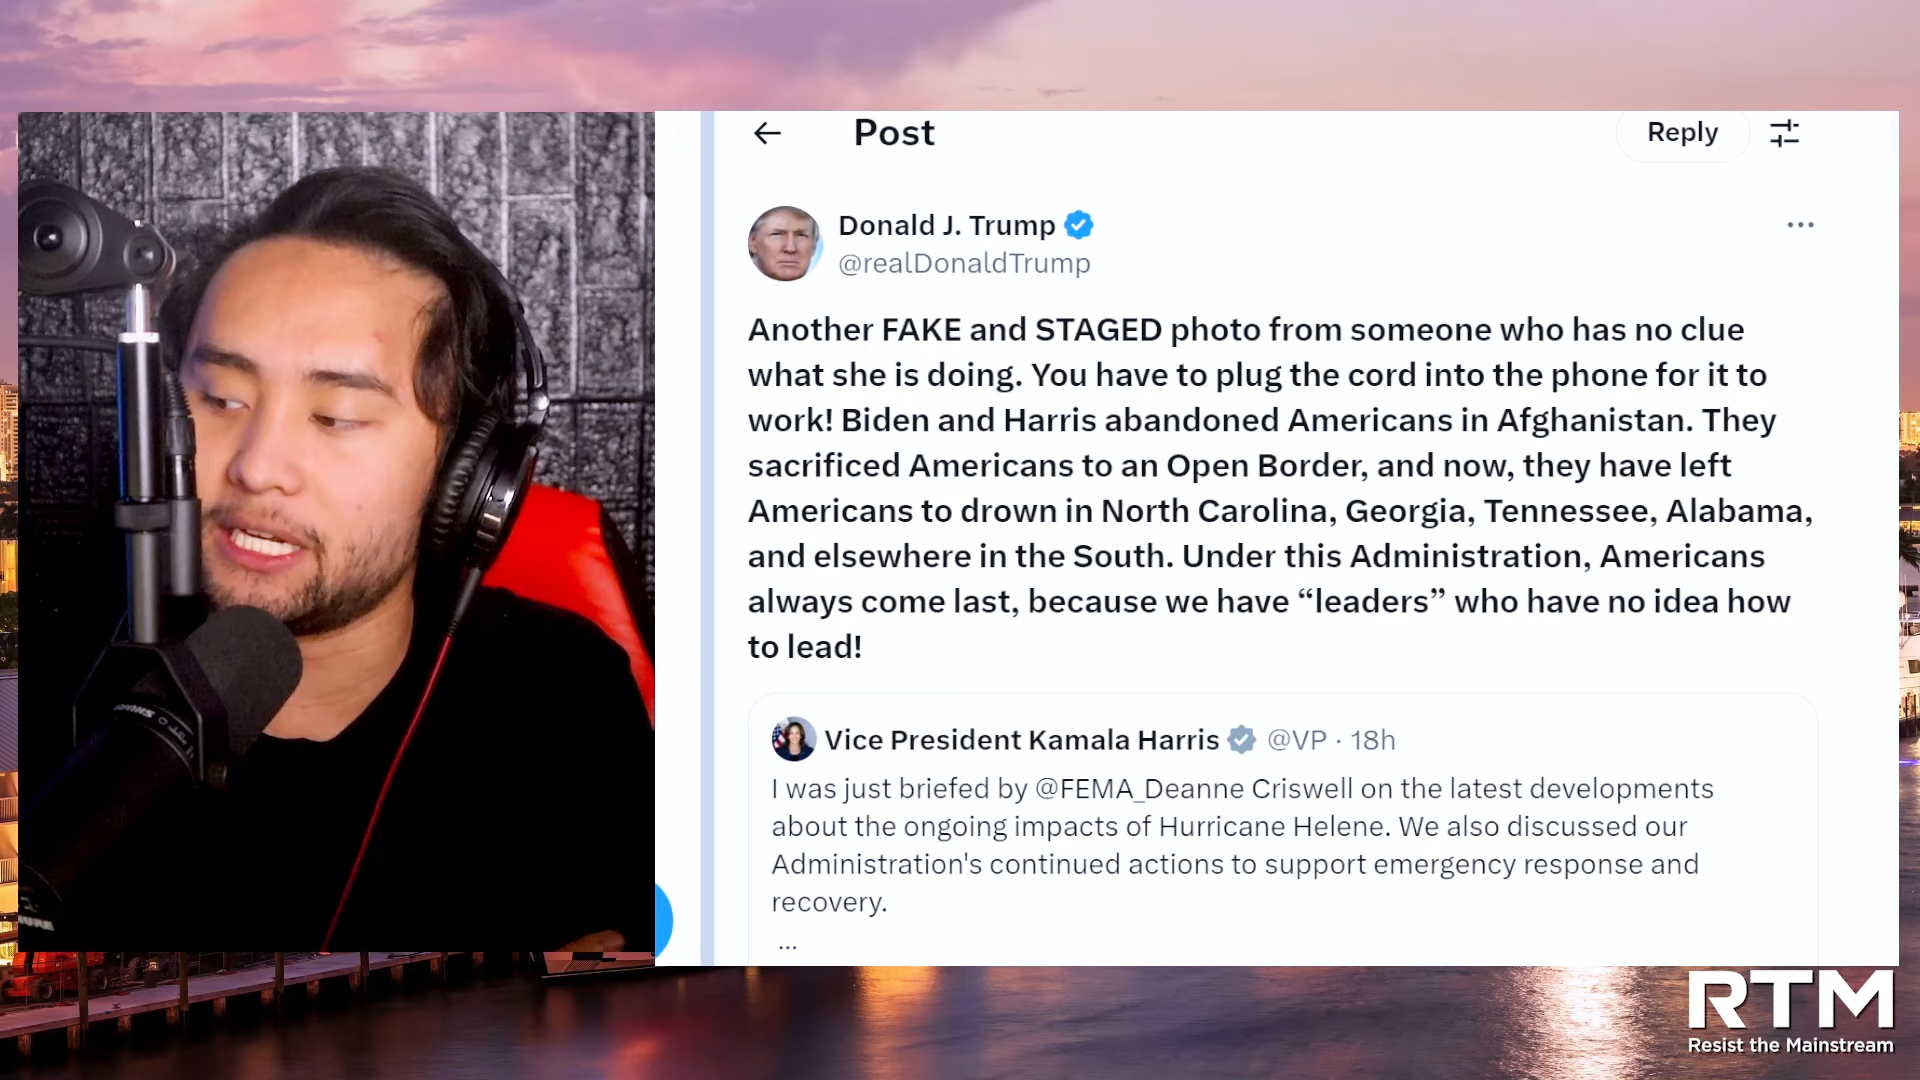 Post
Reply
Donald J. Trump
@realDonaldTrump
Another FAKE and STAGED photo from someone who has no clue
what she is doing. You have to plug the cord into the phone for it to
work! Biden and Harris abandoned Americans in Afghanistan. They
sacrificed Americans to an Open Border, and now, they have left
Americans to drown in North Carolina, Georgia, Tennessee, Alabama,
and elsewhere in the South. Under this Administration, Americans
always come last, because we have “leaders” who have no idea how
to lead!
Vice President Kamala Harris @VP · 18h
I was just briefed by @FEMA_Deanne Criswell on the latest developments
about the ongoing impacts of Hurricane Helene. We also discussed our
Administration's continued actions to support emergency response and
recovery.
...
SHURE
RTM
Resist the Mainstream